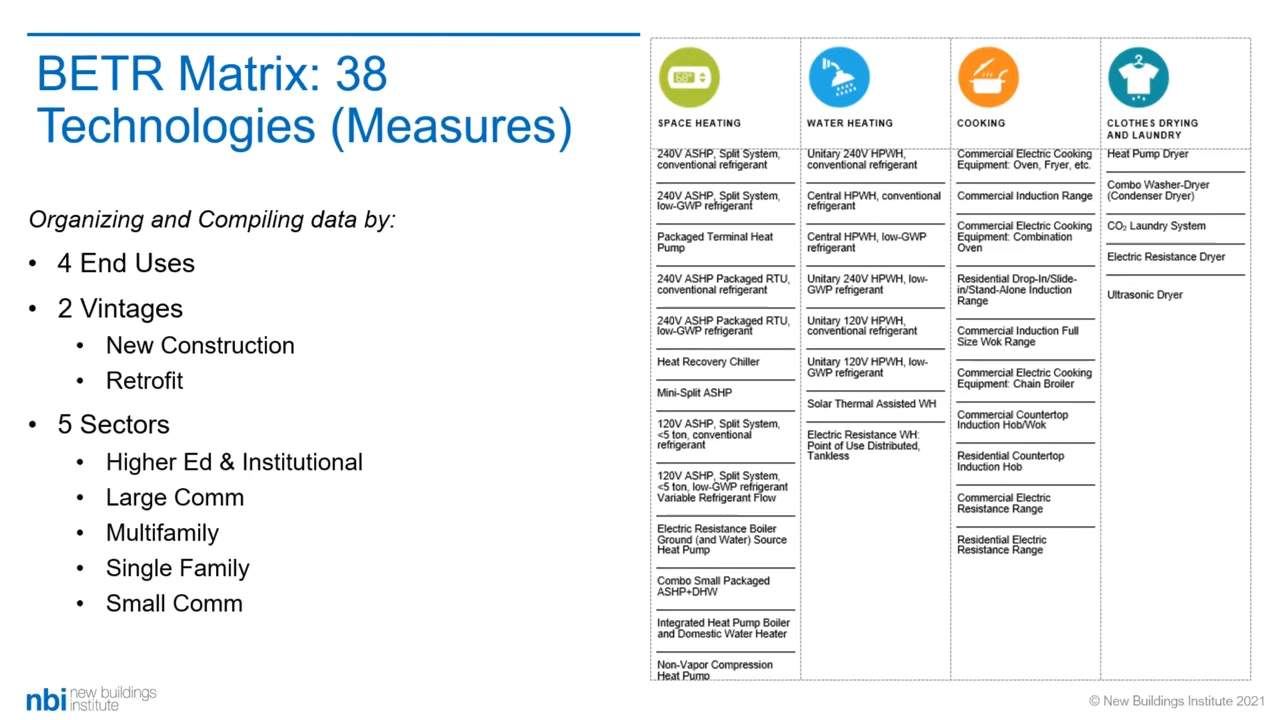 BETR Matrix: 38
Technologies (Measures)
Organizing and Compiling data by:
• 4 End Uses
• 2 Vintages
• New Construction
• Retrofit
• 5 Sectors
• Higher Ed & Institutional
• Large Comm
• Multifamily
• Single Family
• Small Comm
68°
SPACE HEATING
240V ASHP, Split System,
conventional refrigerant
240V ASHP, Split System,
low-GWP refrigerant
Packaged Terminal Heat
Pump
240V ASHP Packaged RTU,
conventional refrigerant
240V ASHP Packaged RTU,
low-GWP refrigerant
Heat Recovery Chiller
Mini-Split ASHP
120V ASHP, Split System,
<5 ton, conventional
refrigerant
120V ASHP, Split System,
<5 ton, low-GWP refrigerant
Variable Refrigerant Flow
Electric Resistance Boiler
Ground (and Water) Source
Heat Pump
Combo Small Packaged
ASHP+DHW
Integrated Heat Pump Boiler
and Domestic Water Heater
Non-Vapor Compression
Heat Pump
WATER HEATING
Unitary 240V HPWH,
conventional refrigerant
Central HPWH, conventional
refrigerant
Central HPWH, low-GWP
refrigerant
Unitary 240V HPWH, low-
GWP refrigerant
Unitary 120V HPWH,
conventional refrigerant
Unitary 120V HPWH, low-
GWP refrigerant
Solar Thermal Assisted WH
Electric Resistance WH:
Point of Use Distributed,
Tankless
COOKING
Commercial Electric Cooking
Equipment: Oven, Fryer, etc.
Commercial Induction Range
Commercial Electric Cooking
Equipment: Combination
Oven
Residential Drop-In/Slide-
in/Stand-Alone Induction
Range
Commercial Induction Full
Size Wok Range
Commercial Electric Cooking
Equipment: Chain Broiler
Commercial Countertop
Induction Hob/Wok
Residential Countertop
Induction Hob
Commercial Electric
Resistance Range
Residential Electric
Resistance Range
CLOTHES DRYING
AND LAUNDRY
Heat Pump Dryer
Combo Washer-Dryer
(Condenser Dryer)
CO₂ Laundry System
Electric Resistance Dryer
Ultrasonic Dryer
nbi new buildings
institute
© New Buildings Institute 2021